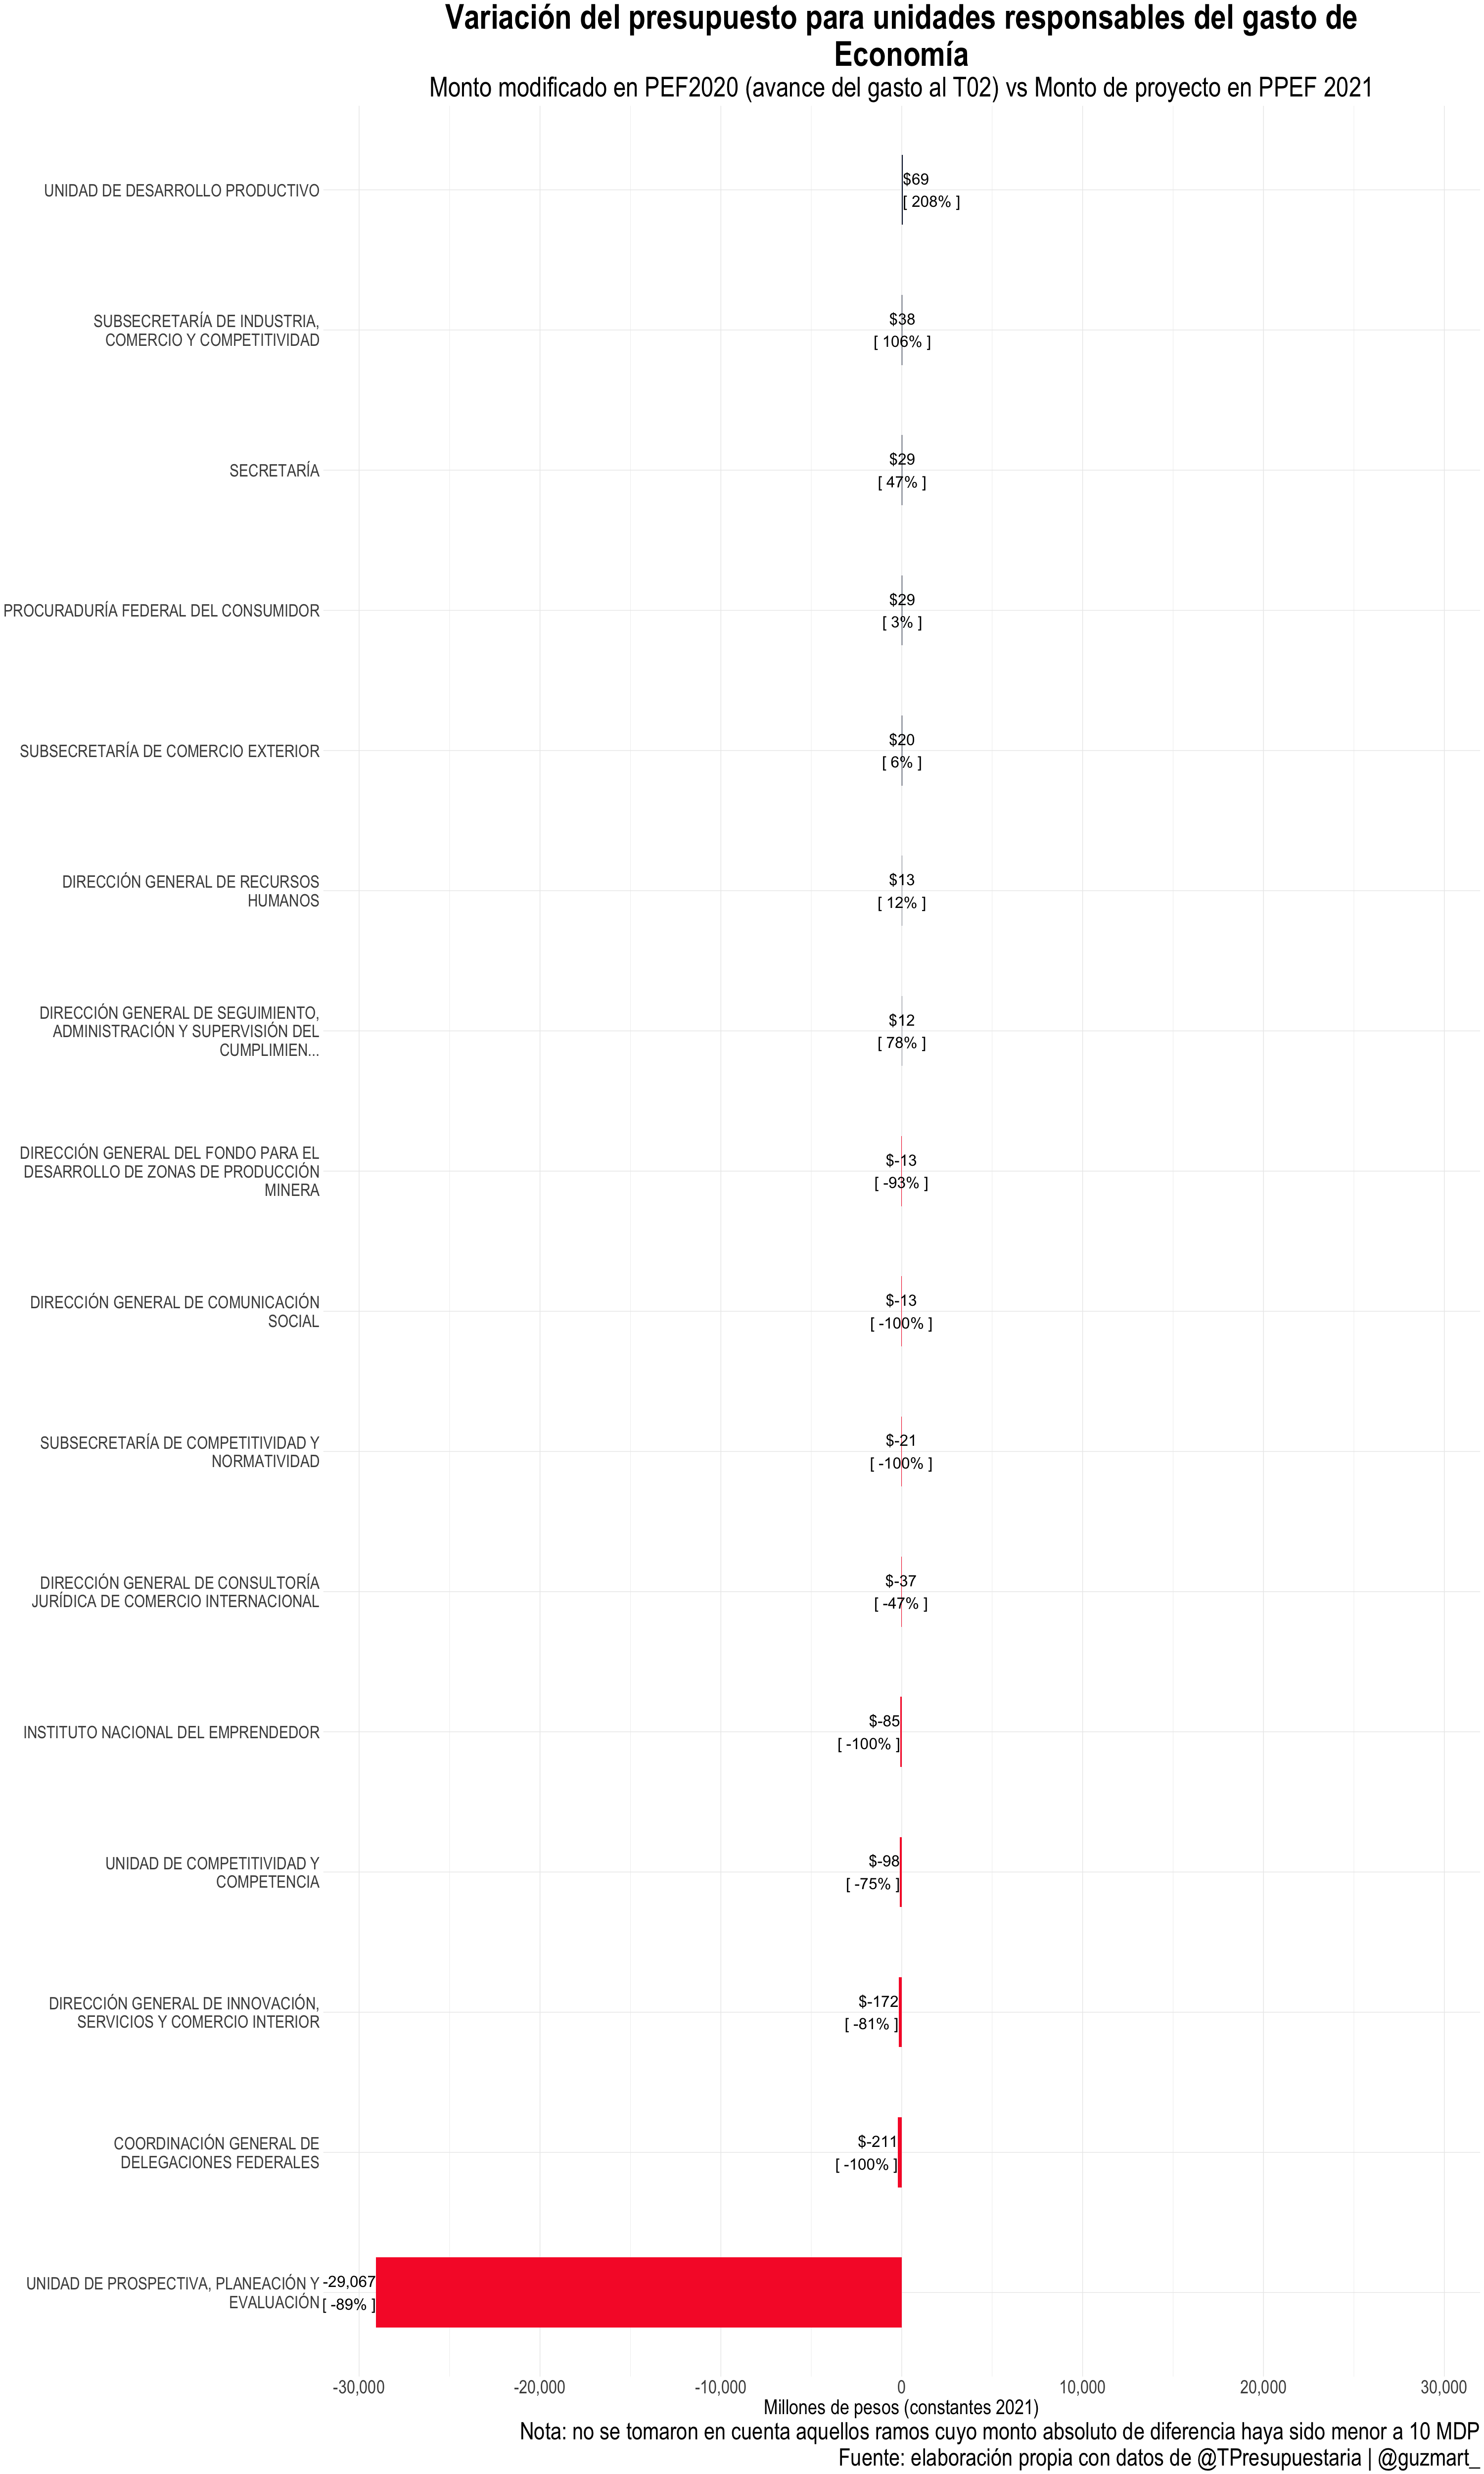 Variación del presupuesto para unidades responsables del gasto de
Economía
Monto modificado en PEF2020 (avance del gasto al T02) vs Monto de proyecto en PPEF 2021
UNIDAD DE DESARROLLO PRODUCTIVO
$69
[ 208% ]
SUBSECRETARÍA DE INDUSTRIA,
COMERCIO Y COMPETITIVIDAD
$38
[ 106% ]
SECRETARÍA
$29
[ 47% ]
PROCURADURÍA FEDERAL DEL CONSUMIDOR
$29
[ 3% ]
SUBSECRETARÍA DE COMERCIO EXTERIOR
$20
[ 6% ]
DIRECCIÓN GENERAL DE RECURSOS
HUMANOS
$13
[ 12% ]
DIRECCIÓN GENERAL DE SEGUIMIENTO,
ADMINISTRACIÓN Y SUPERVISIÓN DEL
CUMPLIMIEN...
$12
[ 78% ]
DIRECCIÓN GENERAL DEL FONDO PARA EL
DESARROLLO DE ZONAS DE PRODUCCIÓN
MINERA
$-13
[ -93% ]
DIRECCIÓN GENERAL DE COMUNICACIÓN
SOCIAL
$-13
[ -100% ]
SUBSECRETARÍA DE COMPETITIVIDAD Y
NORMATIVIDAD
$-21
[ -100% ]
DIRECCIÓN GENERAL DE CONSULTORÍA
JURÍDICA DE COMERCIO INTERNACIONAL
$-37
[ -47% ]
INSTITUTO NACIONAL DEL EMPRENDEDOR
$-85
[ -100% ]
UNIDAD DE COMPETITIVIDAD Y
COMPETENCIA
$-98
[ -75% ]
DIRECCIÓN GENERAL DE INNOVACIÓN,
SERVICIOS Y COMERCIO INTERIOR
$-172
[ -81% ]
COORDINACIÓN GENERAL DE
DELEGACIONES FEDERALES
$-211
[ -100% ]
UNIDAD DE PROSPECTIVA, PLANEACIÓN Y
EVALUACIÓN
-29,067
[ -89% ]
-30,000 -20,000 -10,000 0 10,000 20,000 30,000
Millones de pesos (constantes 2021)
Nota: no se tomaron en cuenta aquellos ramos cuyo monto absoluto de diferencia haya sido menor a 10 MDP
Fuente: elaboración propia con datos de @TPresupuestaria | @guzmart_